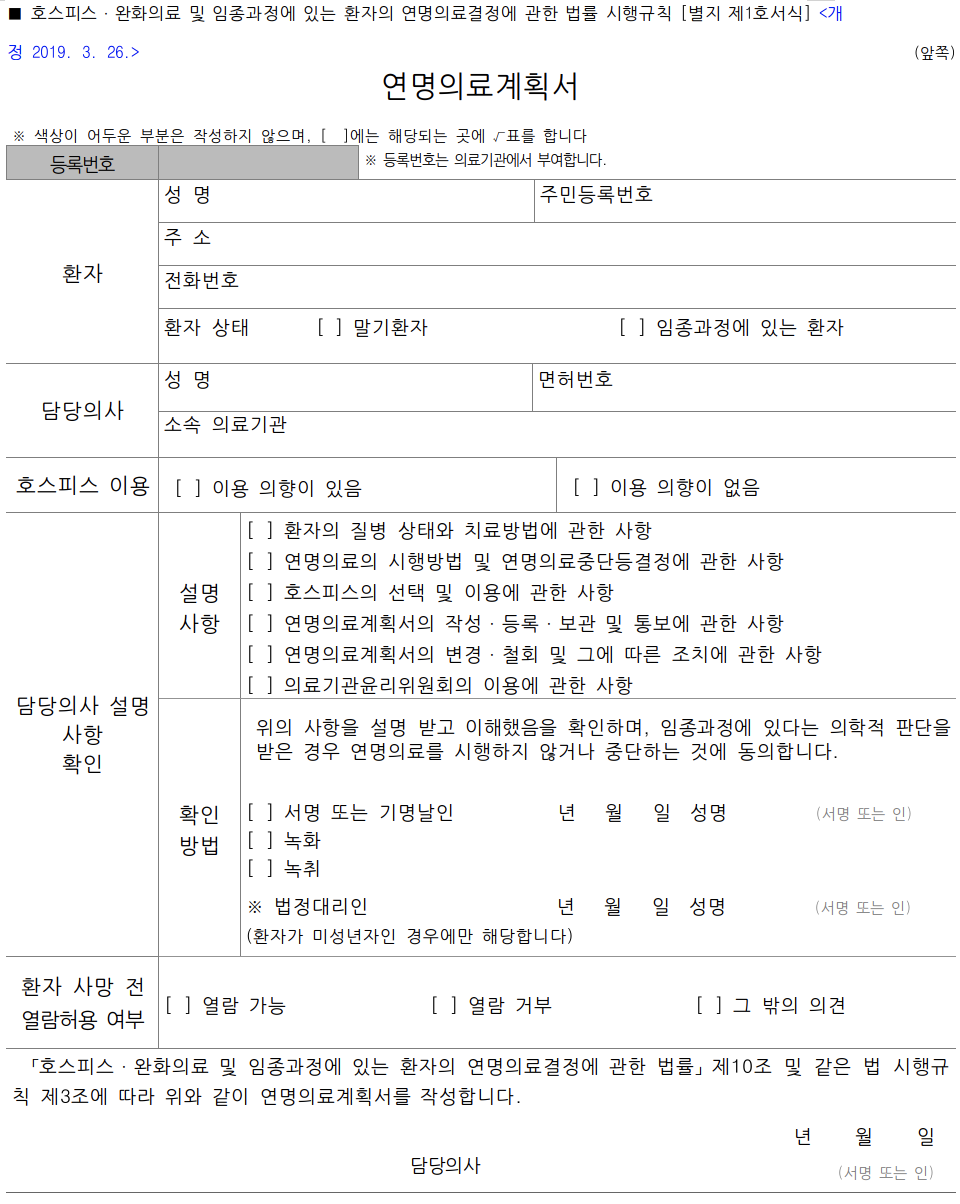 ■ 호스피스ㆍ완화의료 및 임종과정에 있는 환자의 연명의료결정에 관한 법률 시행규칙 [별지 제1호서식] <개
정 2019. 3. 26.> (앞쪽)
연명의료계획서
※ 색상이 어두운 부분은 작성하지 않으며, [  ]에는 해당되는 곳에 √표를 합니다
등록번호 ※ 등록번호는 의료기관에서 부여합니다.
환자
성 명 주민등록번호
주 소
전화번호
환자 상태 [ ] 말기환자 [ ] 임종과정에 있는 환자
담당의사
성 명 면허번호
소속 의료기관
호스피스 이용 [ ] 이용 의향이 있음 [ ] 이용 의향이 없음
담당의사 설명
사항
확인
설명
사항
[ ] 환자의 질병 상태와 치료방법에 관한 사항
[ ] 연명의료의 시행방법 및 연명의료중단등결정에 관한 사항
[ ] 호스피스의 선택 및 이용에 관한 사항
[ ] 연명의료계획서의 작성ㆍ등록ㆍ보관 및 통보에 관한 사항
[ ] 연명의료계획서의 변경ㆍ철회 및 그에 따른 조치에 관한 사항
[ ] 의료기관윤리위원회의 이용에 관한 사항
확인
방법
위의 사항을 설명 받고 이해했음을 확인하며, 임종과정에 있다는 의학적 판단을
받은 경우 연명의료를 시행하지 않거나 중단하는 것에 동의합니다.
[ ] 서명 또는 기명날인 년 월 일 성명 (서명 또는 인)
[ ] 녹화
[ ] 녹취
※ 법정대리인 년 월 일 성명 (서명 또는 인)
(환자가 미성년자인 경우에만 해당합니다)
환자 사망 전
열람허용 여부
[ ] 열람 가능 [ ] 열람 거부 [ ] 그 밖의 의견
「호스피스ㆍ완화의료 및 임종과정에 있는 환자의 연명의료결정에 관한 법률」 제10조 및 같은 법 시행규
칙 제3조에 따라 위와 같이 연명의료계획서를 작성합니다.
년 월 일
담당의사 (서명 또는 인)